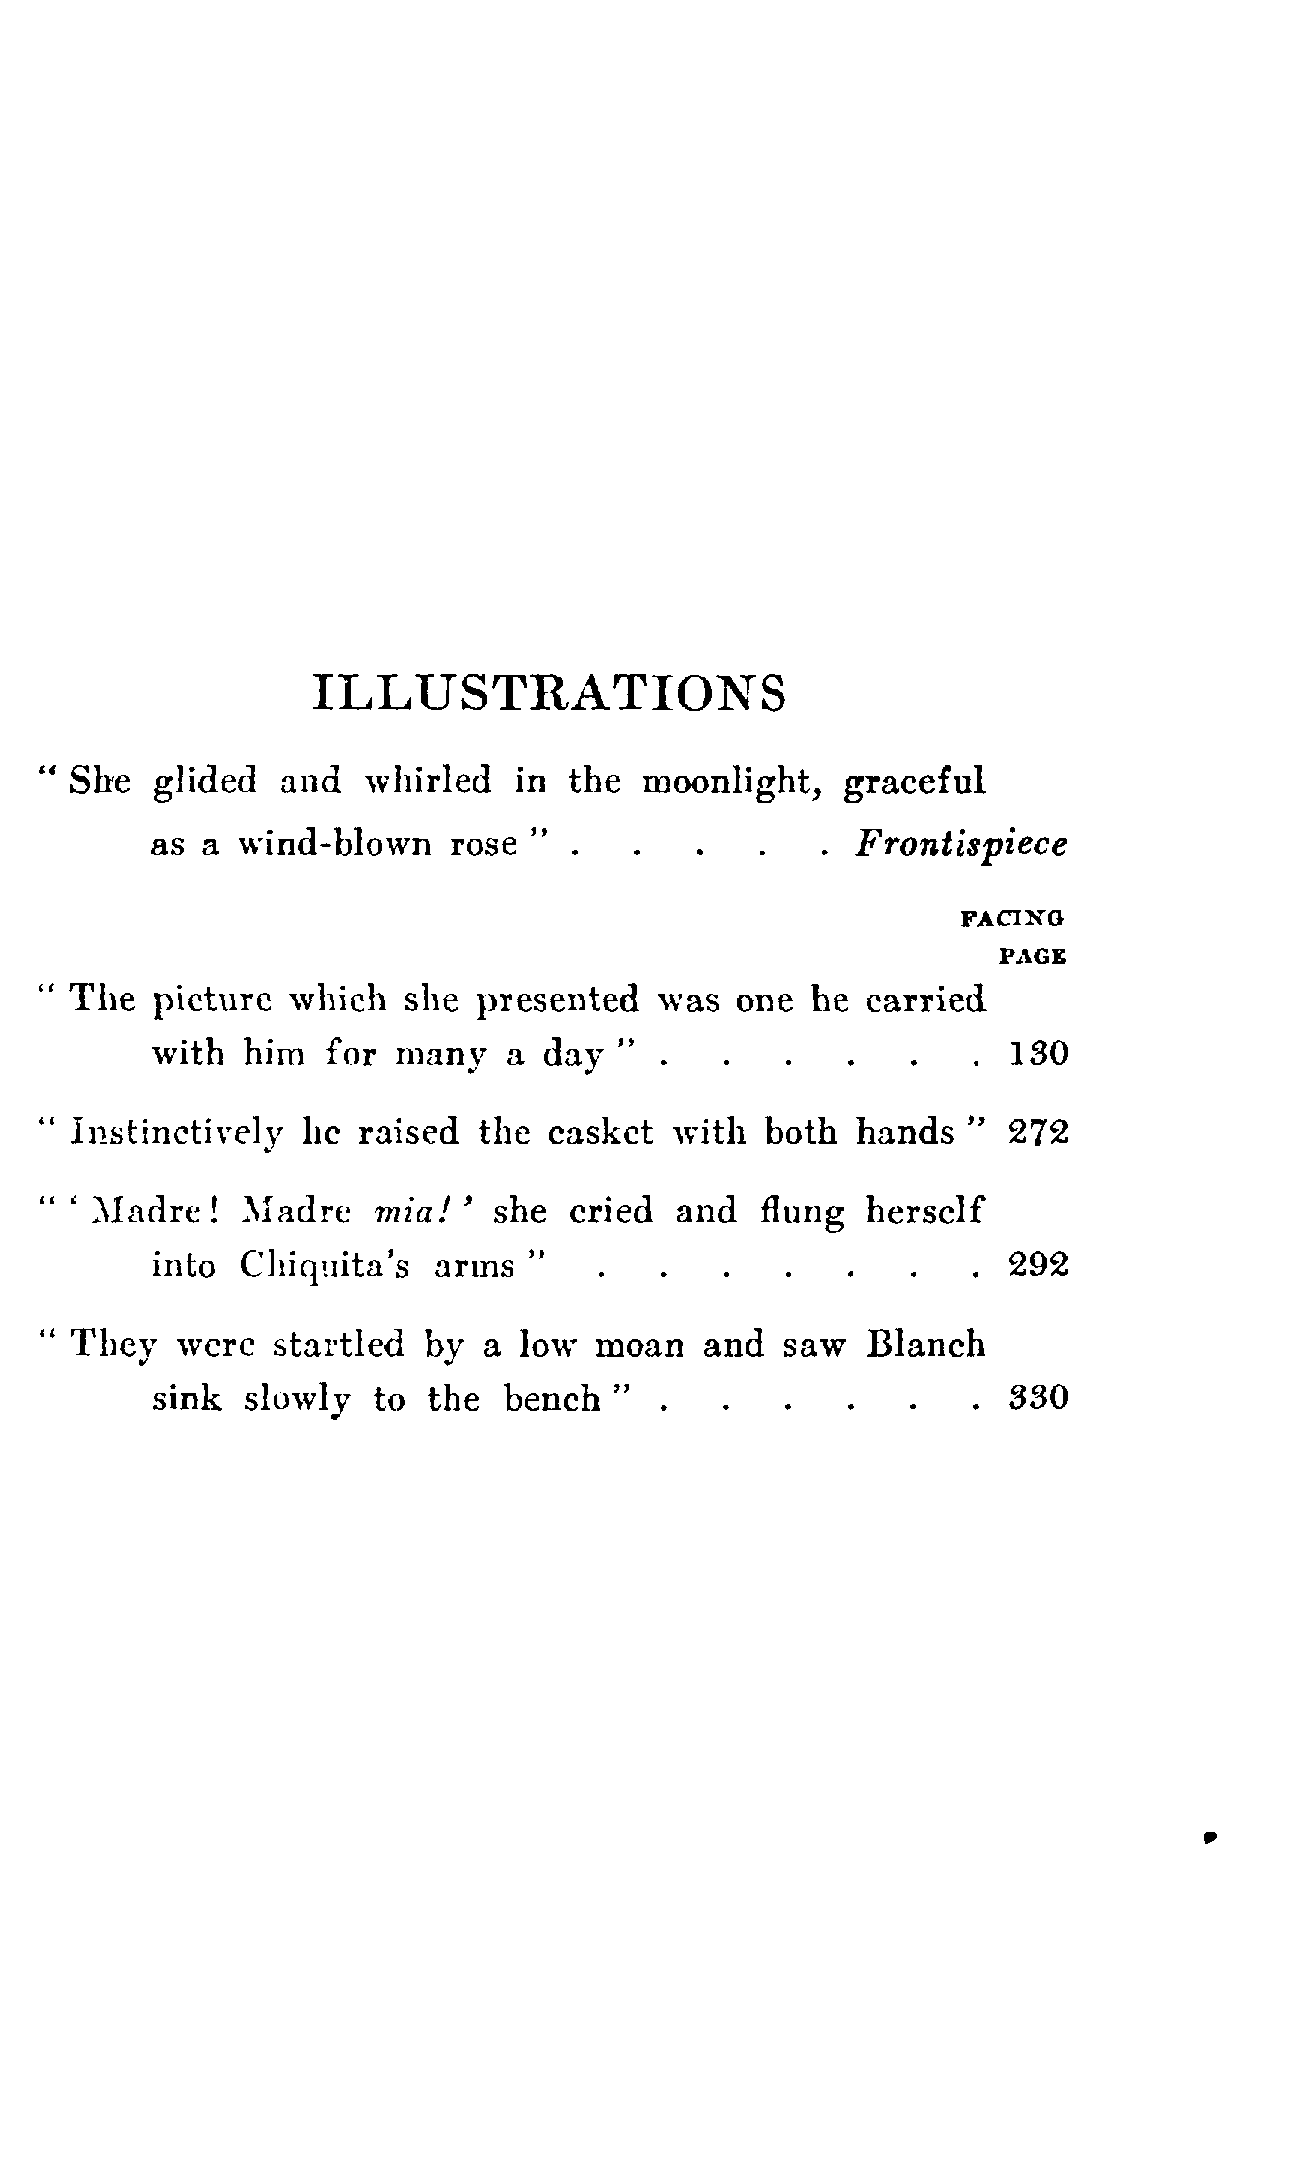 ILLUSTRATIONS
" She glided and whirled in the moonlight, graceful
as a wind-blown rose " . . . . . Frontispiece
FACING
PAGE
" The picture which she presented was one he carried
with him for many a day " . . . . . . 130
" Instinctively he raised the casket with both hands " 272
" ' Madre! Madre mia! ' she cried and flung herself
into Chiquita's arms " . . . . . . . 292
" They were startled by a low moan and saw Blanch
sink slowly to the bench " . . . . . . 330